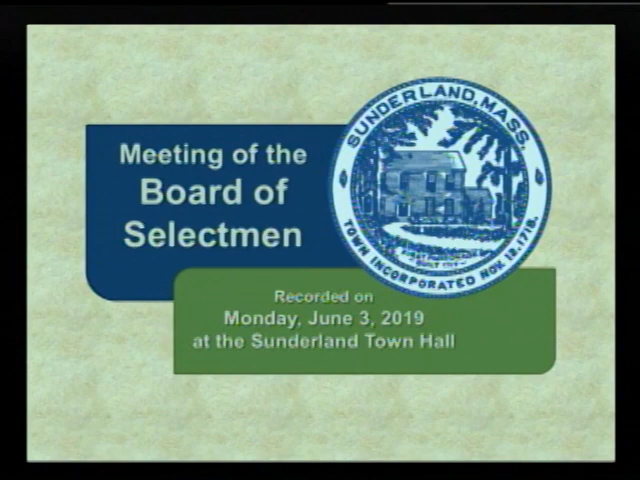 Meeting of the
Board of
Selectmen
SUNDERLAND, MASS.
TOWN INCORPORATED NOV. 12, 1718.
Recorded on
Monday, June 3, 2019
at the Sunderland Town Hall